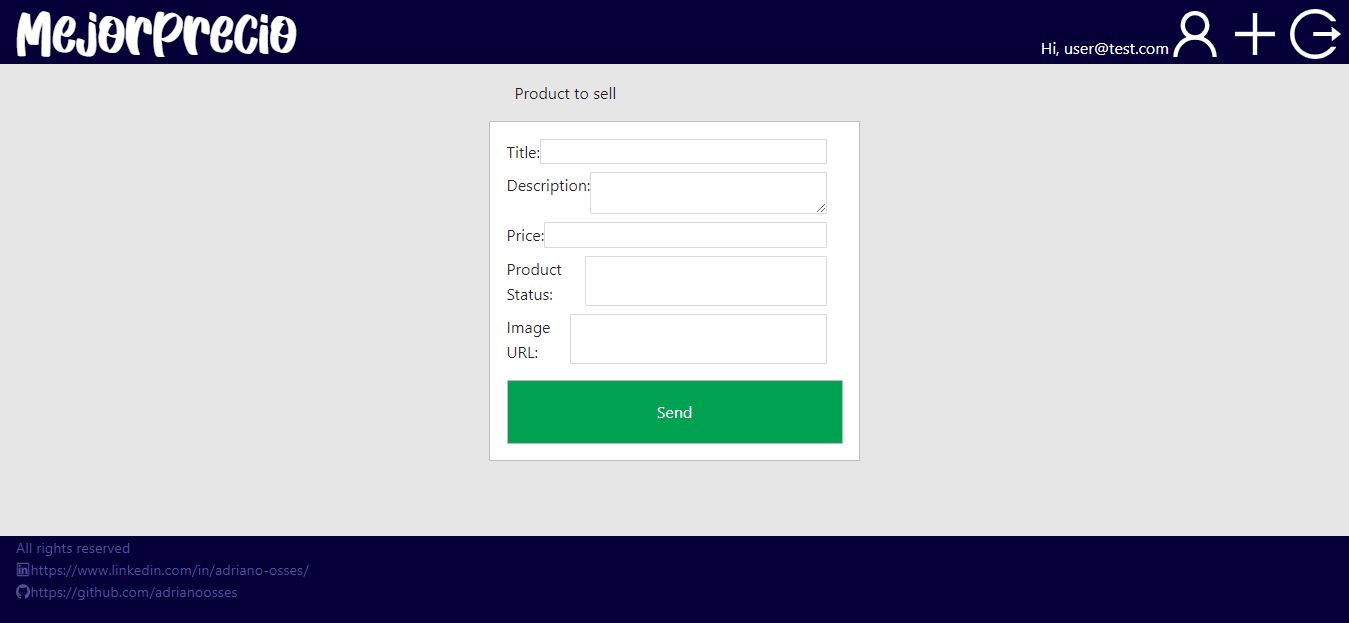 MejorPrecio
Hi, user@test.com
Product to sell
Title:
Description:
Price:
Product
Status:
Image
URL:
Send
All rights reserved
https://www.linkedin.com/in/adriano-osses/
https://github.com/adrianoosses